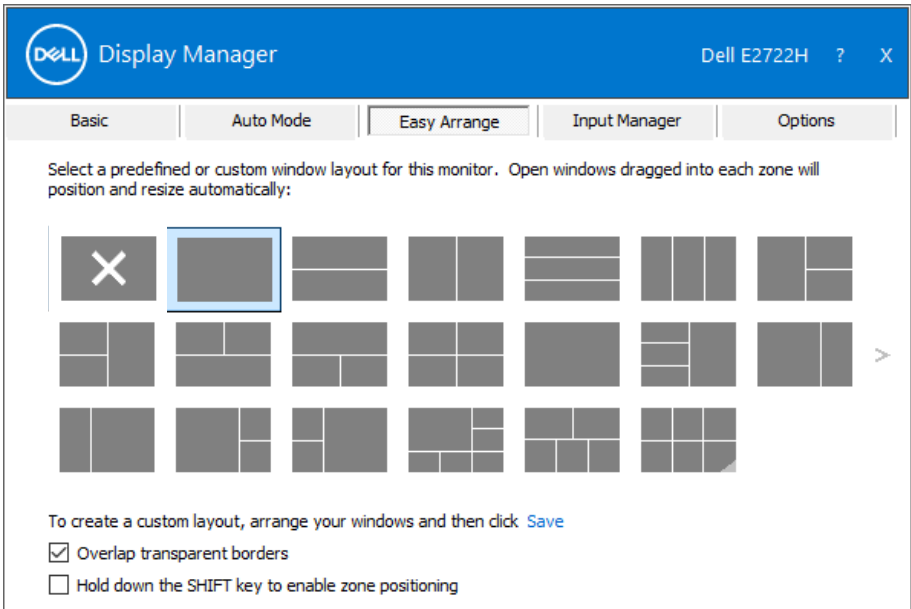 DELL Display Manager Dell E2722H ? X
Basic Auto Mode Easy Arrange Input Manager Options
Select a predefined or custom window layout for this monitor. Open windows dragged into each zone will
position and resize automatically:
>
To create a custom layout, arrange your windows and then click Save
Overlap transparent borders
Hold down the SHIFT key to enable zone positioning